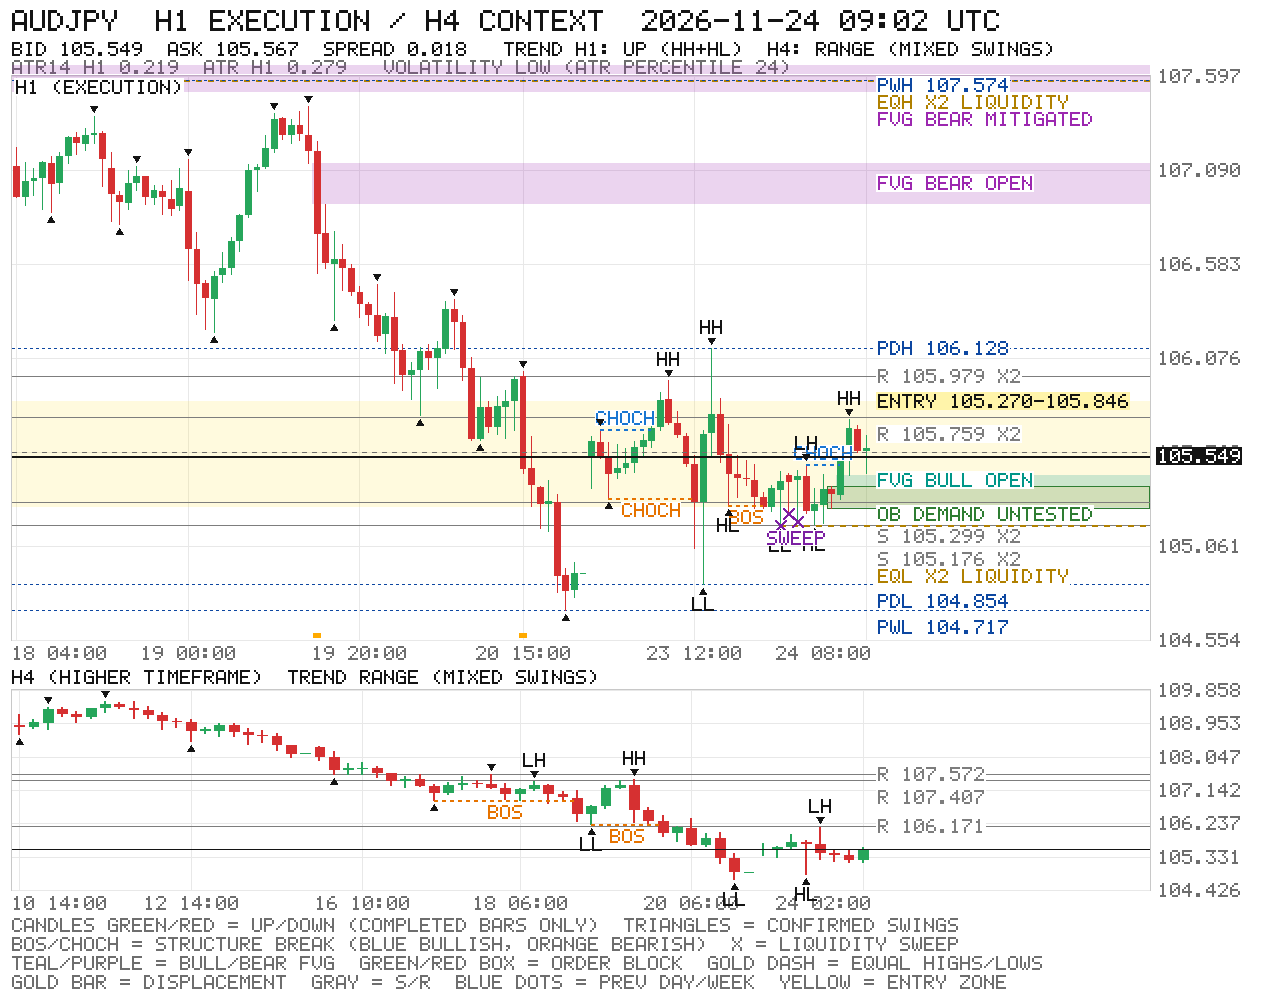 AUDJPY  H1 EXECUTION / H4 CONTEXT  2026-11-24 09:02 UTC
BID 105.549  ASK 105.567  SPREAD 0.018   TREND H1: UP (HH+HL)  H4: RANGE (MIXED SWINGS)
ATR14 H1 0.219  ATR H1 0.279   VOLATILITY LOW (ATR PERCENTILE 24)
107.597
H1 (EXECUTION)
PWH 107.574
EQH X2 LIQUIDITY
FVG BEAR MITIGATED
107.090
FVG BEAR OPEN
106.583
HH
PDH 106.128
106.076
HH
R 105.979 X2
HH
ENTRY 105.270-105.846
CHOCH
R 105.759 X2
LH
CHOCH
105.549
FVG BULL OPEN
CHOCH
BOS
OB DEMAND UNTESTED
HL
SWEEP
S 105.299 X2
LL HL
105.061
S 105.176 X2
EQL X2 LIQUIDITY
LL
PDL 104.854
PWL 104.717
104.554
18 04:00 19 00:00 19 20:00 20 15:00 23 12:00 24 08:00
H4 (HIGHER TIMEFRAME)  TREND RANGE (MIXED SWINGS)
109.858
108.953
LH HH
108.047
R 107.572
107.142
R 107.407
BOS
LH
R 106.171
106.237
BOS
LL
105.331
104.426
LL HL
10 14:00 12 14:00 16 10:00 18 06:00 20 06:00 24 02:00
CANDLES GREEN/RED = UP/DOWN (COMPLETED BARS ONLY)  TRIANGLES = CONFIRMED SWINGS
BOS/CHOCH = STRUCTURE BREAK (BLUE BULLISH, ORANGE BEARISH)  X = LIQUIDITY SWEEP
TEAL/PURPLE = BULL/BEAR FVG  GREEN/RED BOX = ORDER BLOCK  GOLD DASH = EQUAL HIGHS/LOWS
GOLD BAR = DISPLACEMENT  GRAY = S/R  BLUE DOTS = PREV DAY/WEEK  YELLOW = ENTRY ZONE